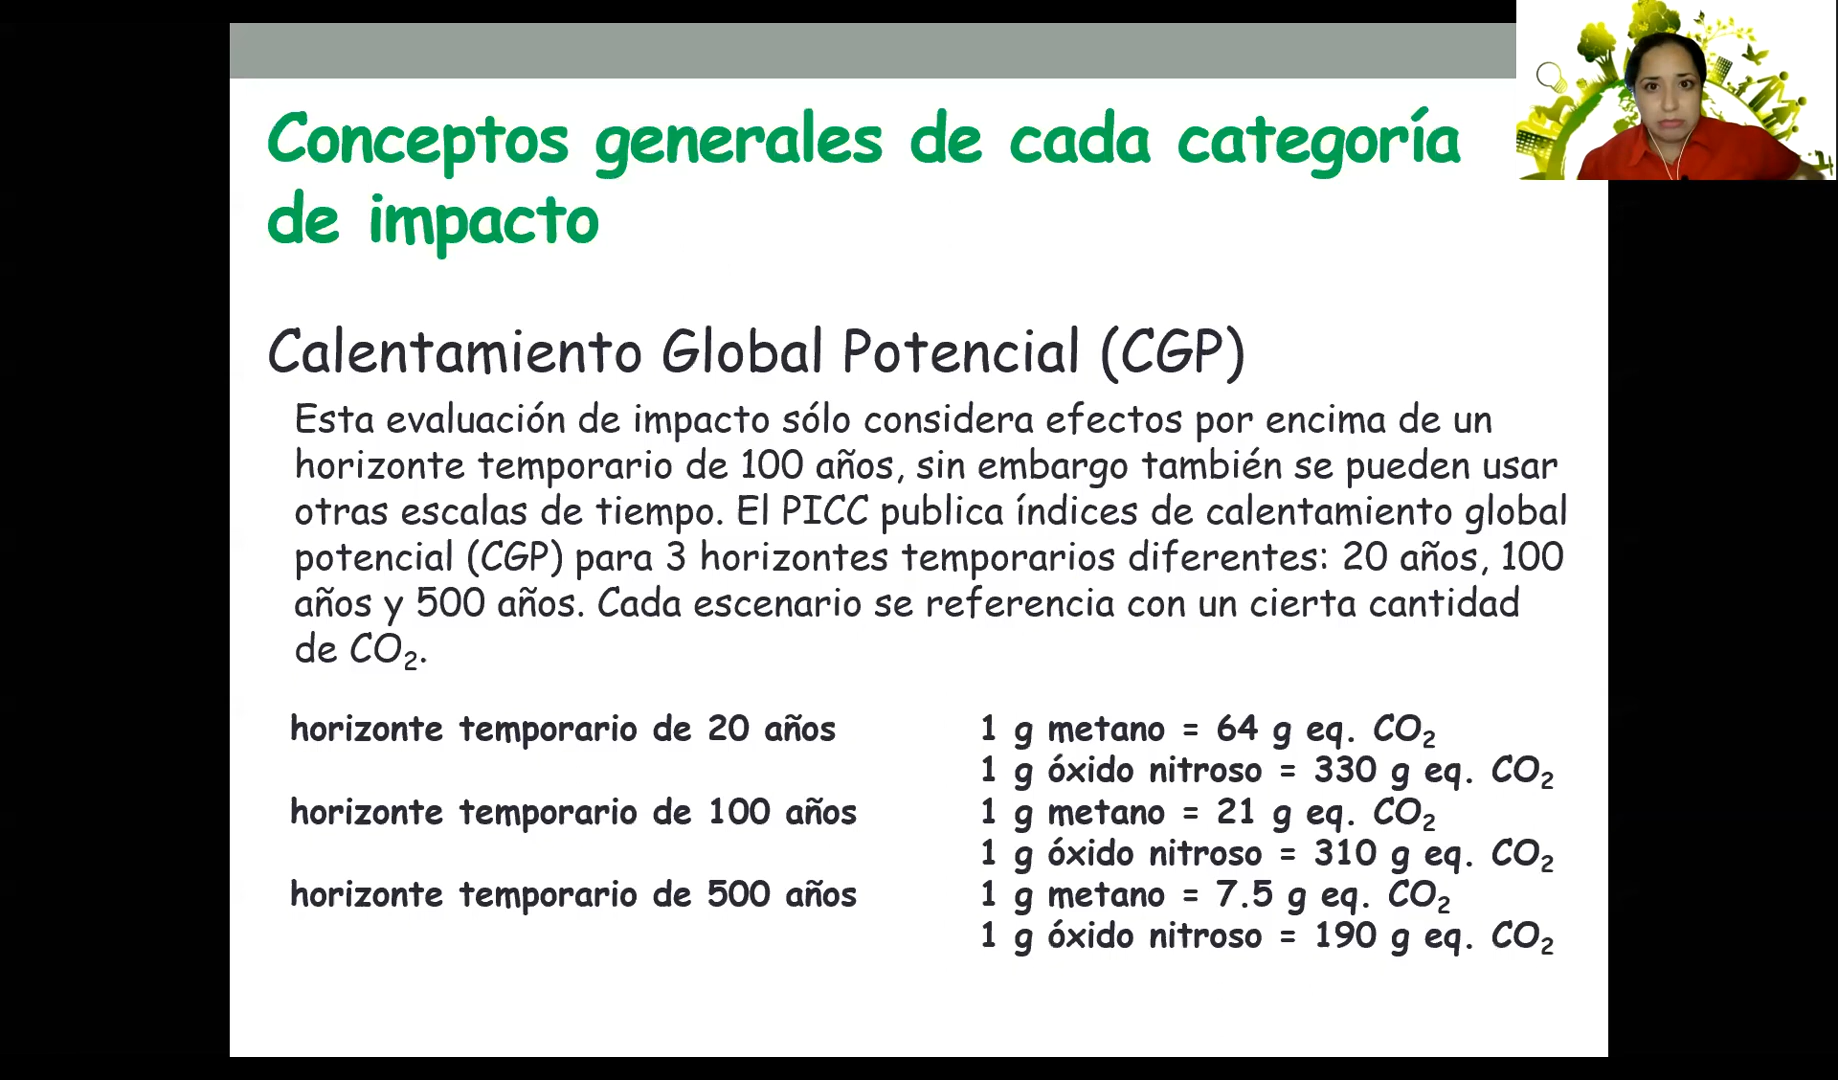 Conceptos generales de cada categoría
de impacto
Calentamiento Global Potencial (CGP)
Esta evaluación de impacto sólo considera efectos por encima de un
horizonte temporario de 100 años, sin embargo también se pueden usar
otras escalas de tiempo. El PICC publica índices de calentamiento global
potencial (CGP) para 3 horizontes temporarios diferentes: 20 años, 100
años y 500 años. Cada escenario se referencia con un cierta cantidad
de CO₂.
horizonte temporario de 20 años 1 g metano = 64 g eq. CO₂
1 g óxido nitroso = 330 g eq. CO₂
horizonte temporario de 100 años 1 g metano = 21 g eq. CO₂
1 g óxido nitroso = 310 g eq. CO₂
horizonte temporario de 500 años 1 g metano = 7.5 g eq. CO₂
1 g óxido nitroso = 190 g eq. CO₂